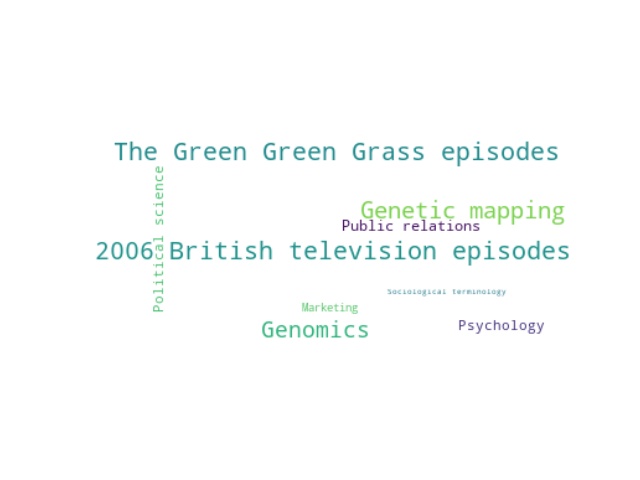 The Green Green Grass episodes
Political science
Genetic mapping
Public relations
2006 British television episodes
Sociological terminology
Marketing
Genomics
Psychology